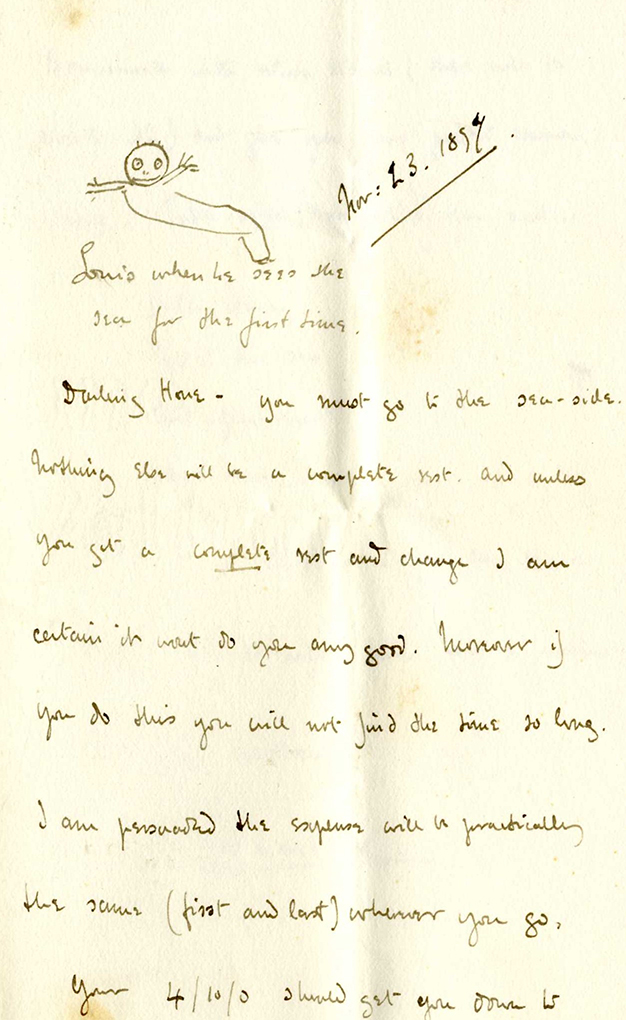 Nov: 23. 1897.
Louis when he sees the
sea for the first time.
Darling Hone - you must go to the sea-side.
Nothing else will be a complete rest. and unless
you get a complete rest and change I am
certain it wont do you any good. Moreover if
you do this you will not find the time so long.
I am persuaded the expense will be practically
the same (first and last) wherever you go.
Your 4/10/0 should get you down to